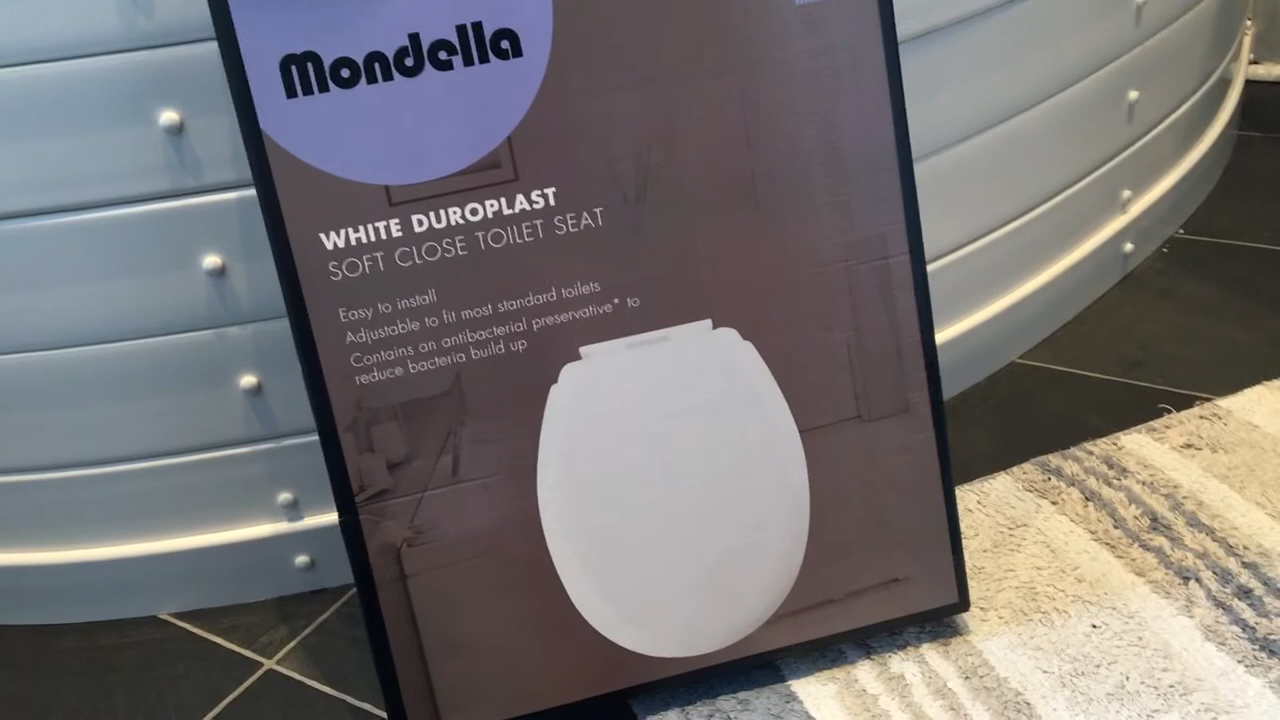 Mondella
WHITE DUROPLAST
SOFT CLOSE TOILET SEAT
Easy to install
Adjustable to fit most standard toilets
Contains an antibacterial preservative* to
reduce bacteria build up